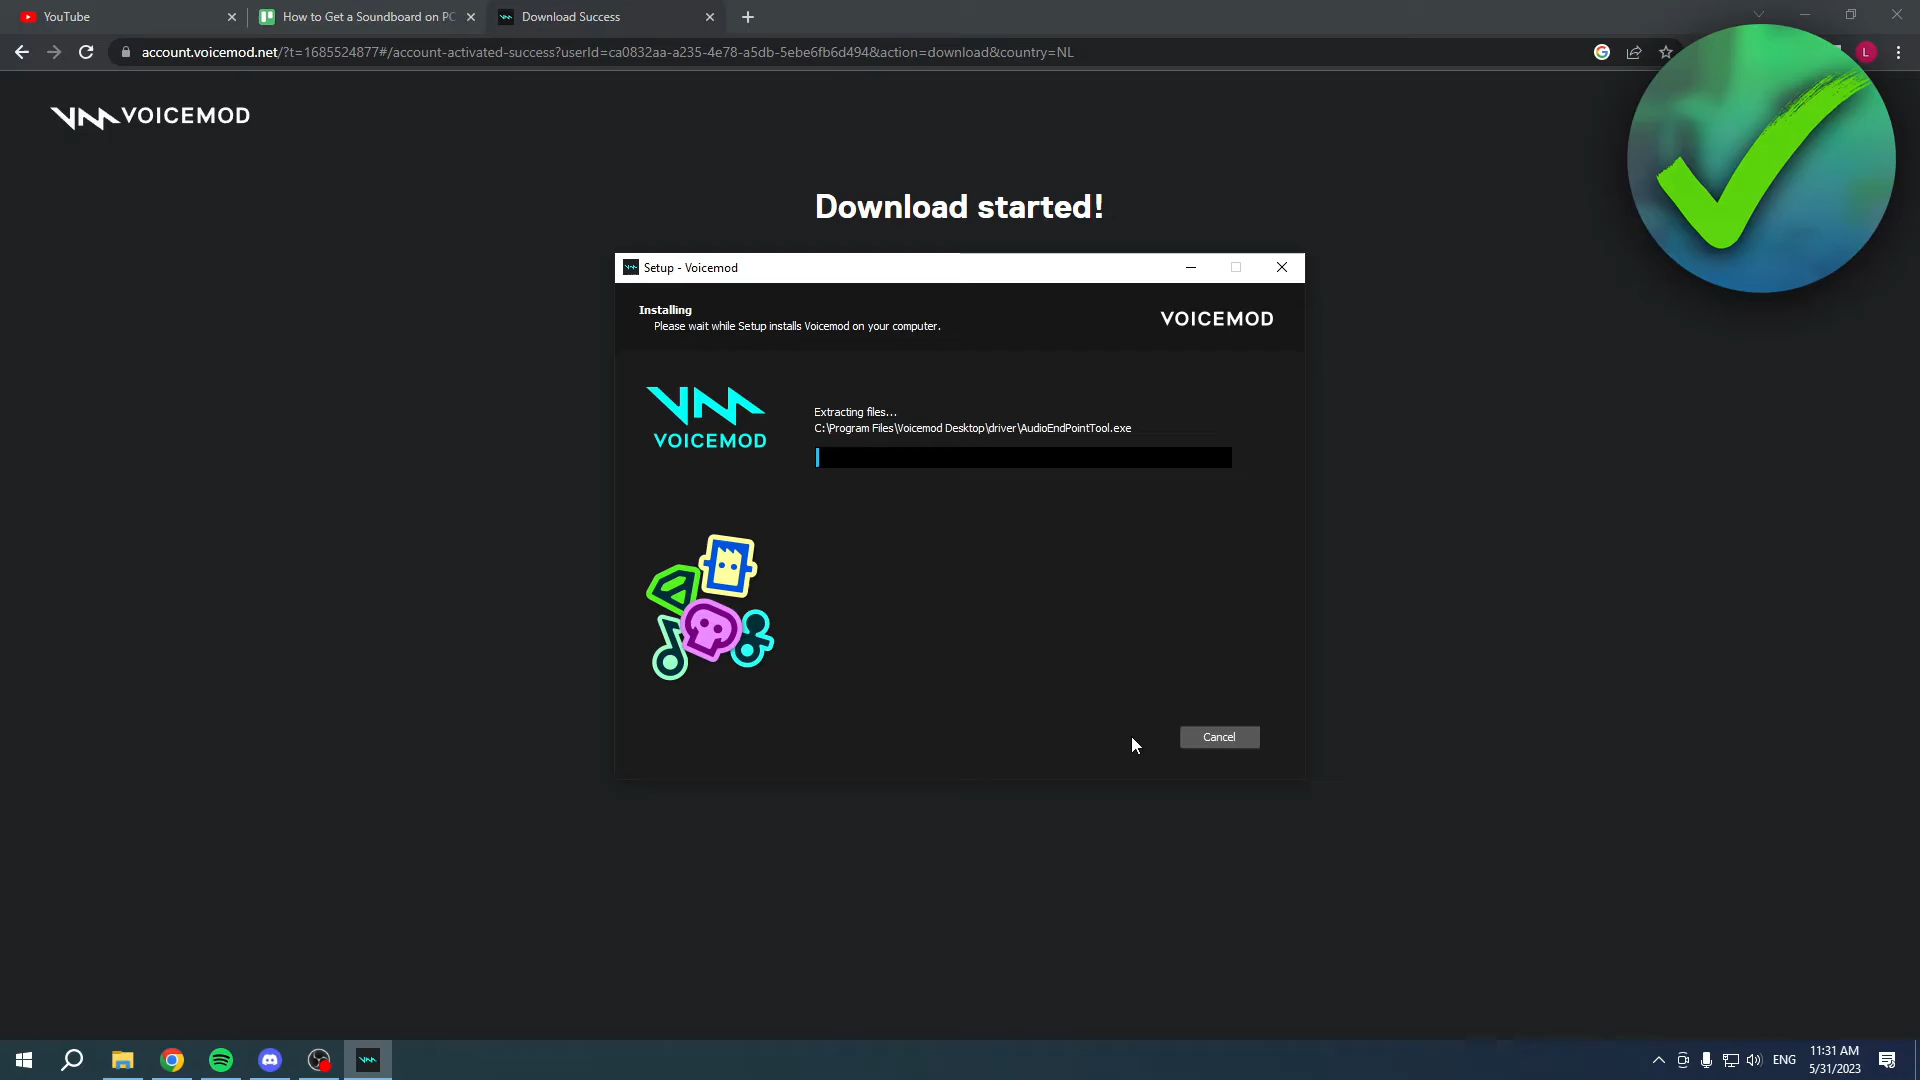 YouTube
How to Get a Soundboard on PC
Download Success
account.voicemod.net/?t=1685524877#/account-activated-success?userId=ca0832aa-a235-4e78-a5db-5ebe6fb6d494&action=download&country=NL
L
VOICEMOD
Download started!
Setup - Voicemod
Installing
Please wait while Setup installs Voicemod on your computer.
VOICEMOD
VOICEMOD
Extracting files...
C:\Program Files\Voicemod Desktop\driver\AudioEndPointTool.exe
Cancel
ENG
11:31 AM
5/31/2023